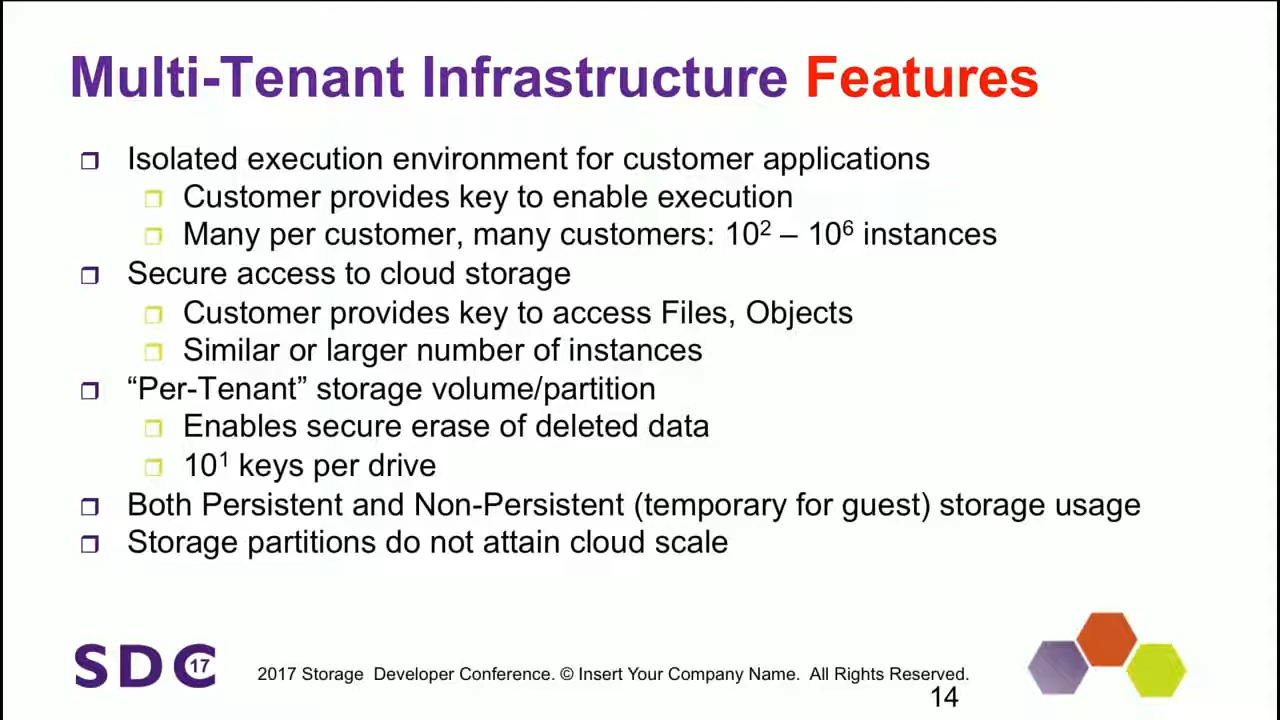 Multi-Tenant Infrastructure Features
Isolated execution environment for customer applications
Customer provides key to enable execution
Many per customer, many customers: 10² – 10⁶ instances
Secure access to cloud storage
Customer provides key to access Files, Objects
Similar or larger number of instances
“Per-Tenant” storage volume/partition
Enables secure erase of deleted data
10¹ keys per drive
Both Persistent and Non-Persistent (temporary for guest) storage usage
Storage partitions do not attain cloud scale
SDC 17
2017 Storage Developer Conference. © Insert Your Company Name. All Rights Reserved.
14